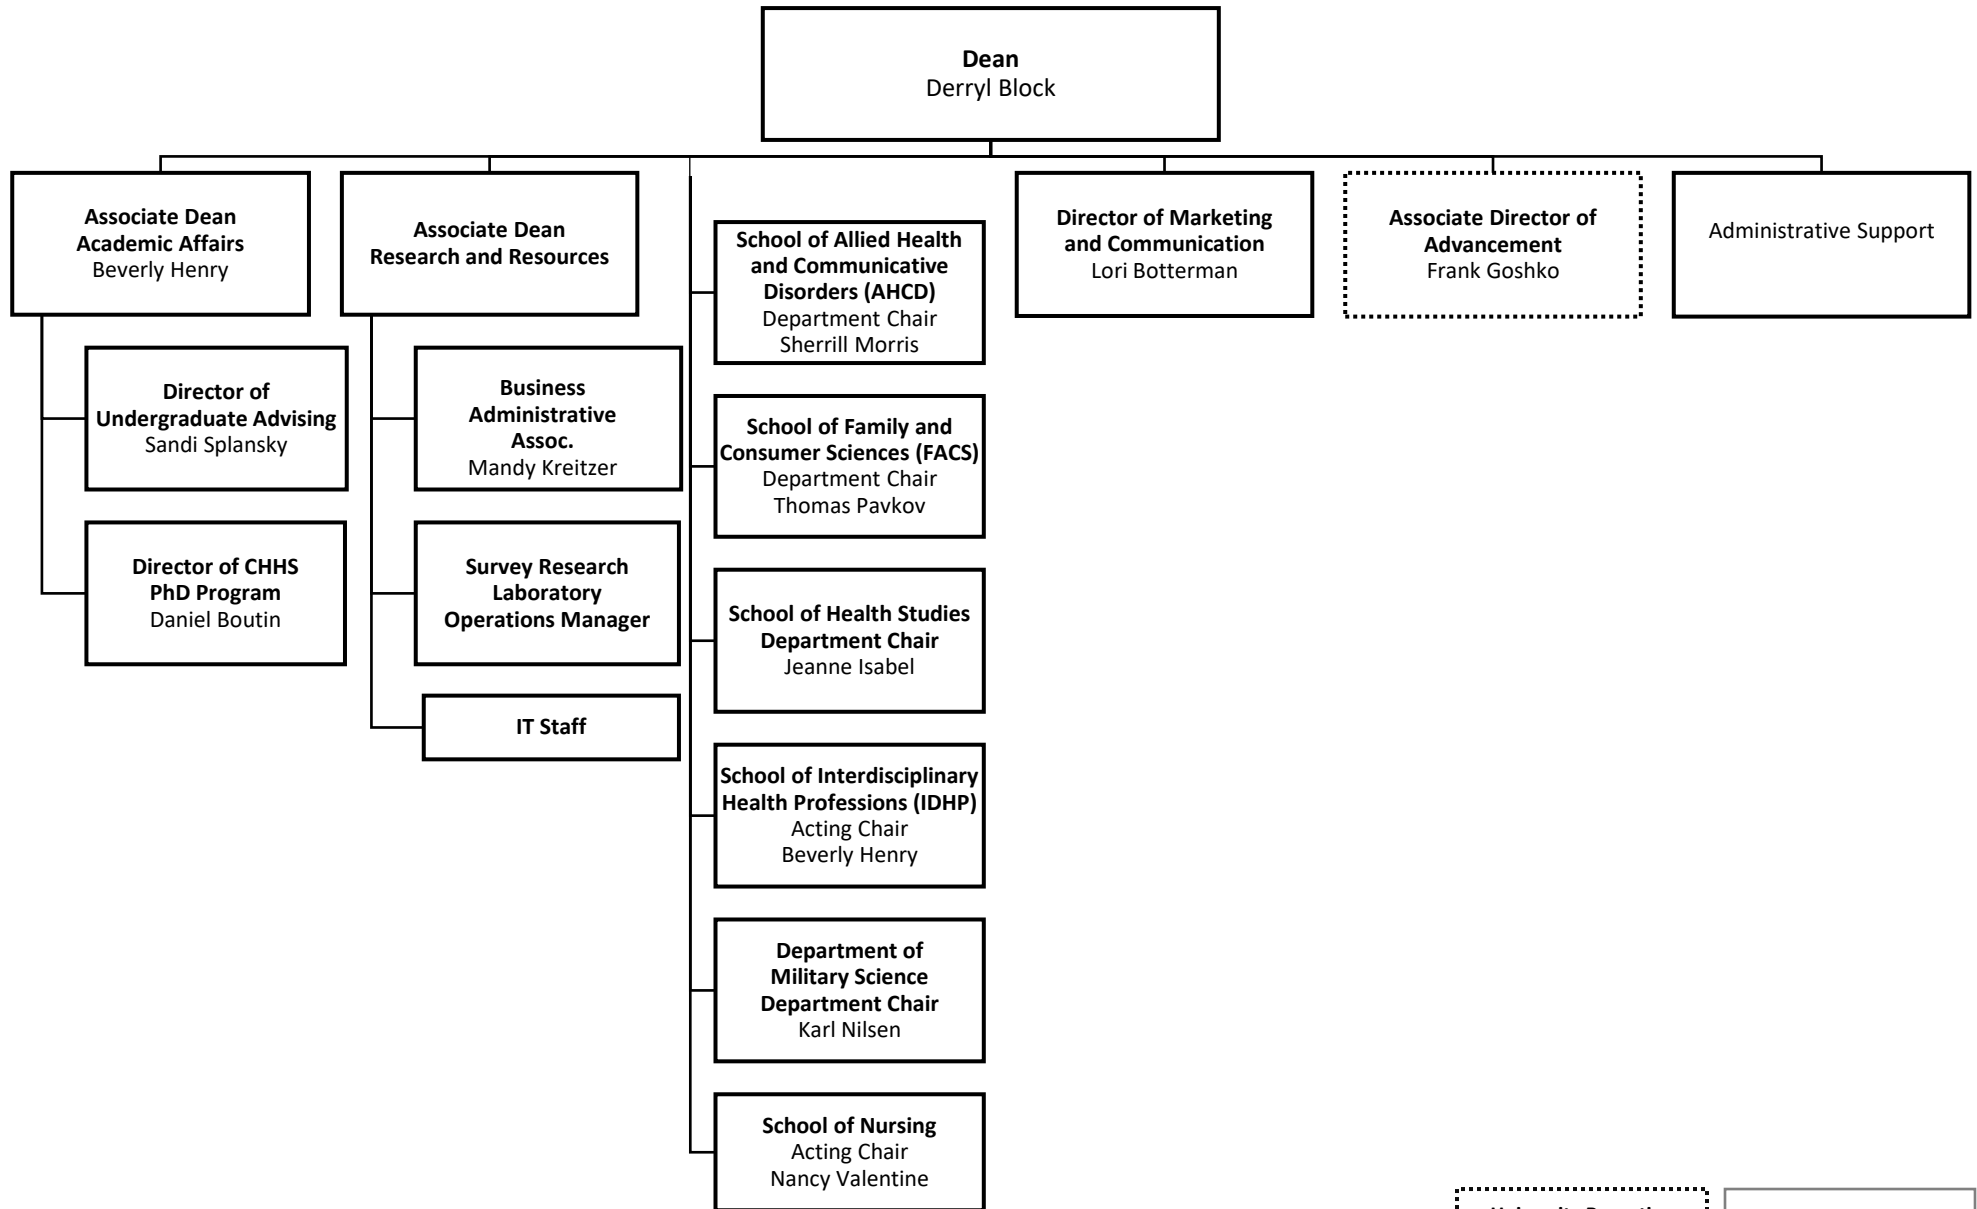 Dean
Derryl Block
Associate Dean
Academic Affairs
Beverly Henry
Director of
Undergraduate Advising
Sandi Splansky
Director of CHHS
PhD Program
Daniel Boutin
Associate Dean
Research and Resources
Business
Administrative
Assoc.
Mandy Kreitzer
Survey Research
Laboratory
Operations Manager
IT Staff
School of Allied Health
and Communicative
Disorders (AHCD)
Department Chair
Sherrill Morris
School of Family and
Consumer Sciences (FACS)
Department Chair
Thomas Pavkov
School of Health Studies
Department Chair
Jeanne Isabel
School of Interdisciplinary
Health Professions (IDHP)
Acting Chair
Beverly Henry
Department of
Military Science
Department Chair
Karl Nilsen
School of Nursing
Acting Chair
Nancy Valentine
Director of Marketing
and Communication
Lori Botterman
Associate Director of
Advancement
Frank Goshko
Administrative Support